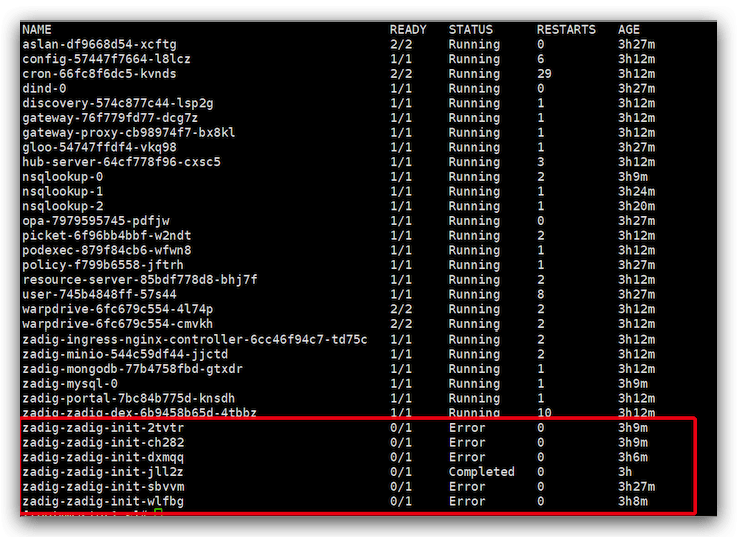 NAME READY STATUS RESTARTS AGE
aslan-df9668d54-xcftg 2/2 Running 0 3h27m
config-57447f7664-l8lcz 1/1 Running 6 3h12m
cron-66fc8f6dc5-kvnds 2/2 Running 29 3h12m
dind-0 1/1 Running 0 3h27m
discovery-574c877c44-lsp2g 1/1 Running 1 3h12m
gateway-76f779fd77-dcg7z 1/1 Running 1 3h12m
gateway-proxy-cb98974f7-bx8kl 1/1 Running 1 3h12m
gloo-54747ffdf4-vkq98 1/1 Running 1 3h27m
hub-server-64cf778f96-cxsc5 1/1 Running 3 3h12m
nsqlookup-0 1/1 Running 2 3h9m
nsqlookup-1 1/1 Running 1 3h24m
nsqlookup-2 1/1 Running 1 3h20m
opa-7979595745-pdfjw 1/1 Running 0 3h27m
picket-6f96bb4bbf-w2ndt 1/1 Running 2 3h12m
podexec-879f84cb6-wfwn8 1/1 Running 1 3h12m
policy-f799b6558-jftrh 1/1 Running 1 3h27m
resource-server-85bdf778d8-bhj7f 1/1 Running 2 3h12m
user-745b4848ff-57s44 1/1 Running 8 3h27m
warpdrive-6fc679c554-4l74p 2/2 Running 2 3h12m
warpdrive-6fc679c554-cmvkh 2/2 Running 2 3h12m
zadig-ingress-nginx-controller-6cc46f94c7-td75c 1/1 Running 2 3h12m
zadig-minio-544c59df44-jjctd 1/1 Running 2 3h12m
zadig-mongodb-77b4758fbd-gtxdr 1/1 Running 1 3h12m
zadig-mysql-0 1/1 Running 1 3h9m
zadig-portal-7bc84b775d-knsdh 1/1 Running 1 3h12m
zadig-zadig-dex-6b9458b65d-4tbbz 1/1 Running 10 3h12m
zadig-zadig-init-2tvtr 0/1 Error 0 3h9m
zadig-zadig-init-ch282 0/1 Error 0 3h9m
zadig-zadig-init-dxmqq 0/1 Error 0 3h6m
zadig-zadig-init-jll2z 0/1 Completed 0 3h
zadig-zadig-init-sbvvm 0/1 Error 0 3h27m
zadig-zadig-init-wlfbg 0/1 Error 0 3h8m